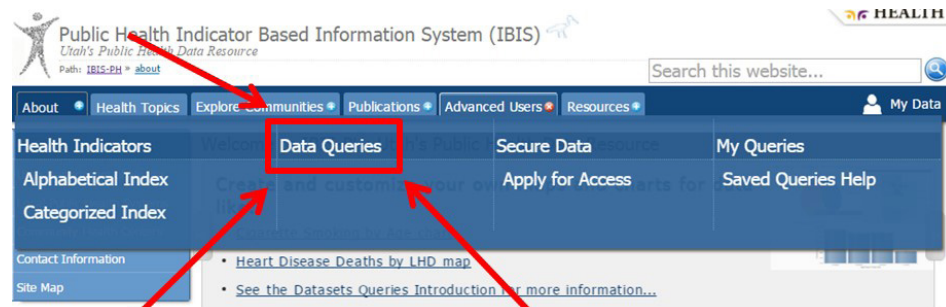 HEALTH
Public Health Indicator Based Information System (IBIS)
Utah's Public Health Data Resource
Path: IBIS-PH » about
Search this website...
About Health Topics Explore Communities Publications Advanced Users Resources My Data
Health Indicators Data Queries Secure Data My Queries
Alphabetical Index Apply for Access Saved Queries Help
Categorized Index
Contact Information
• Heart Disease Deaths by LHD map
Site Map
• See the Datasets Queries Introduction for more information...